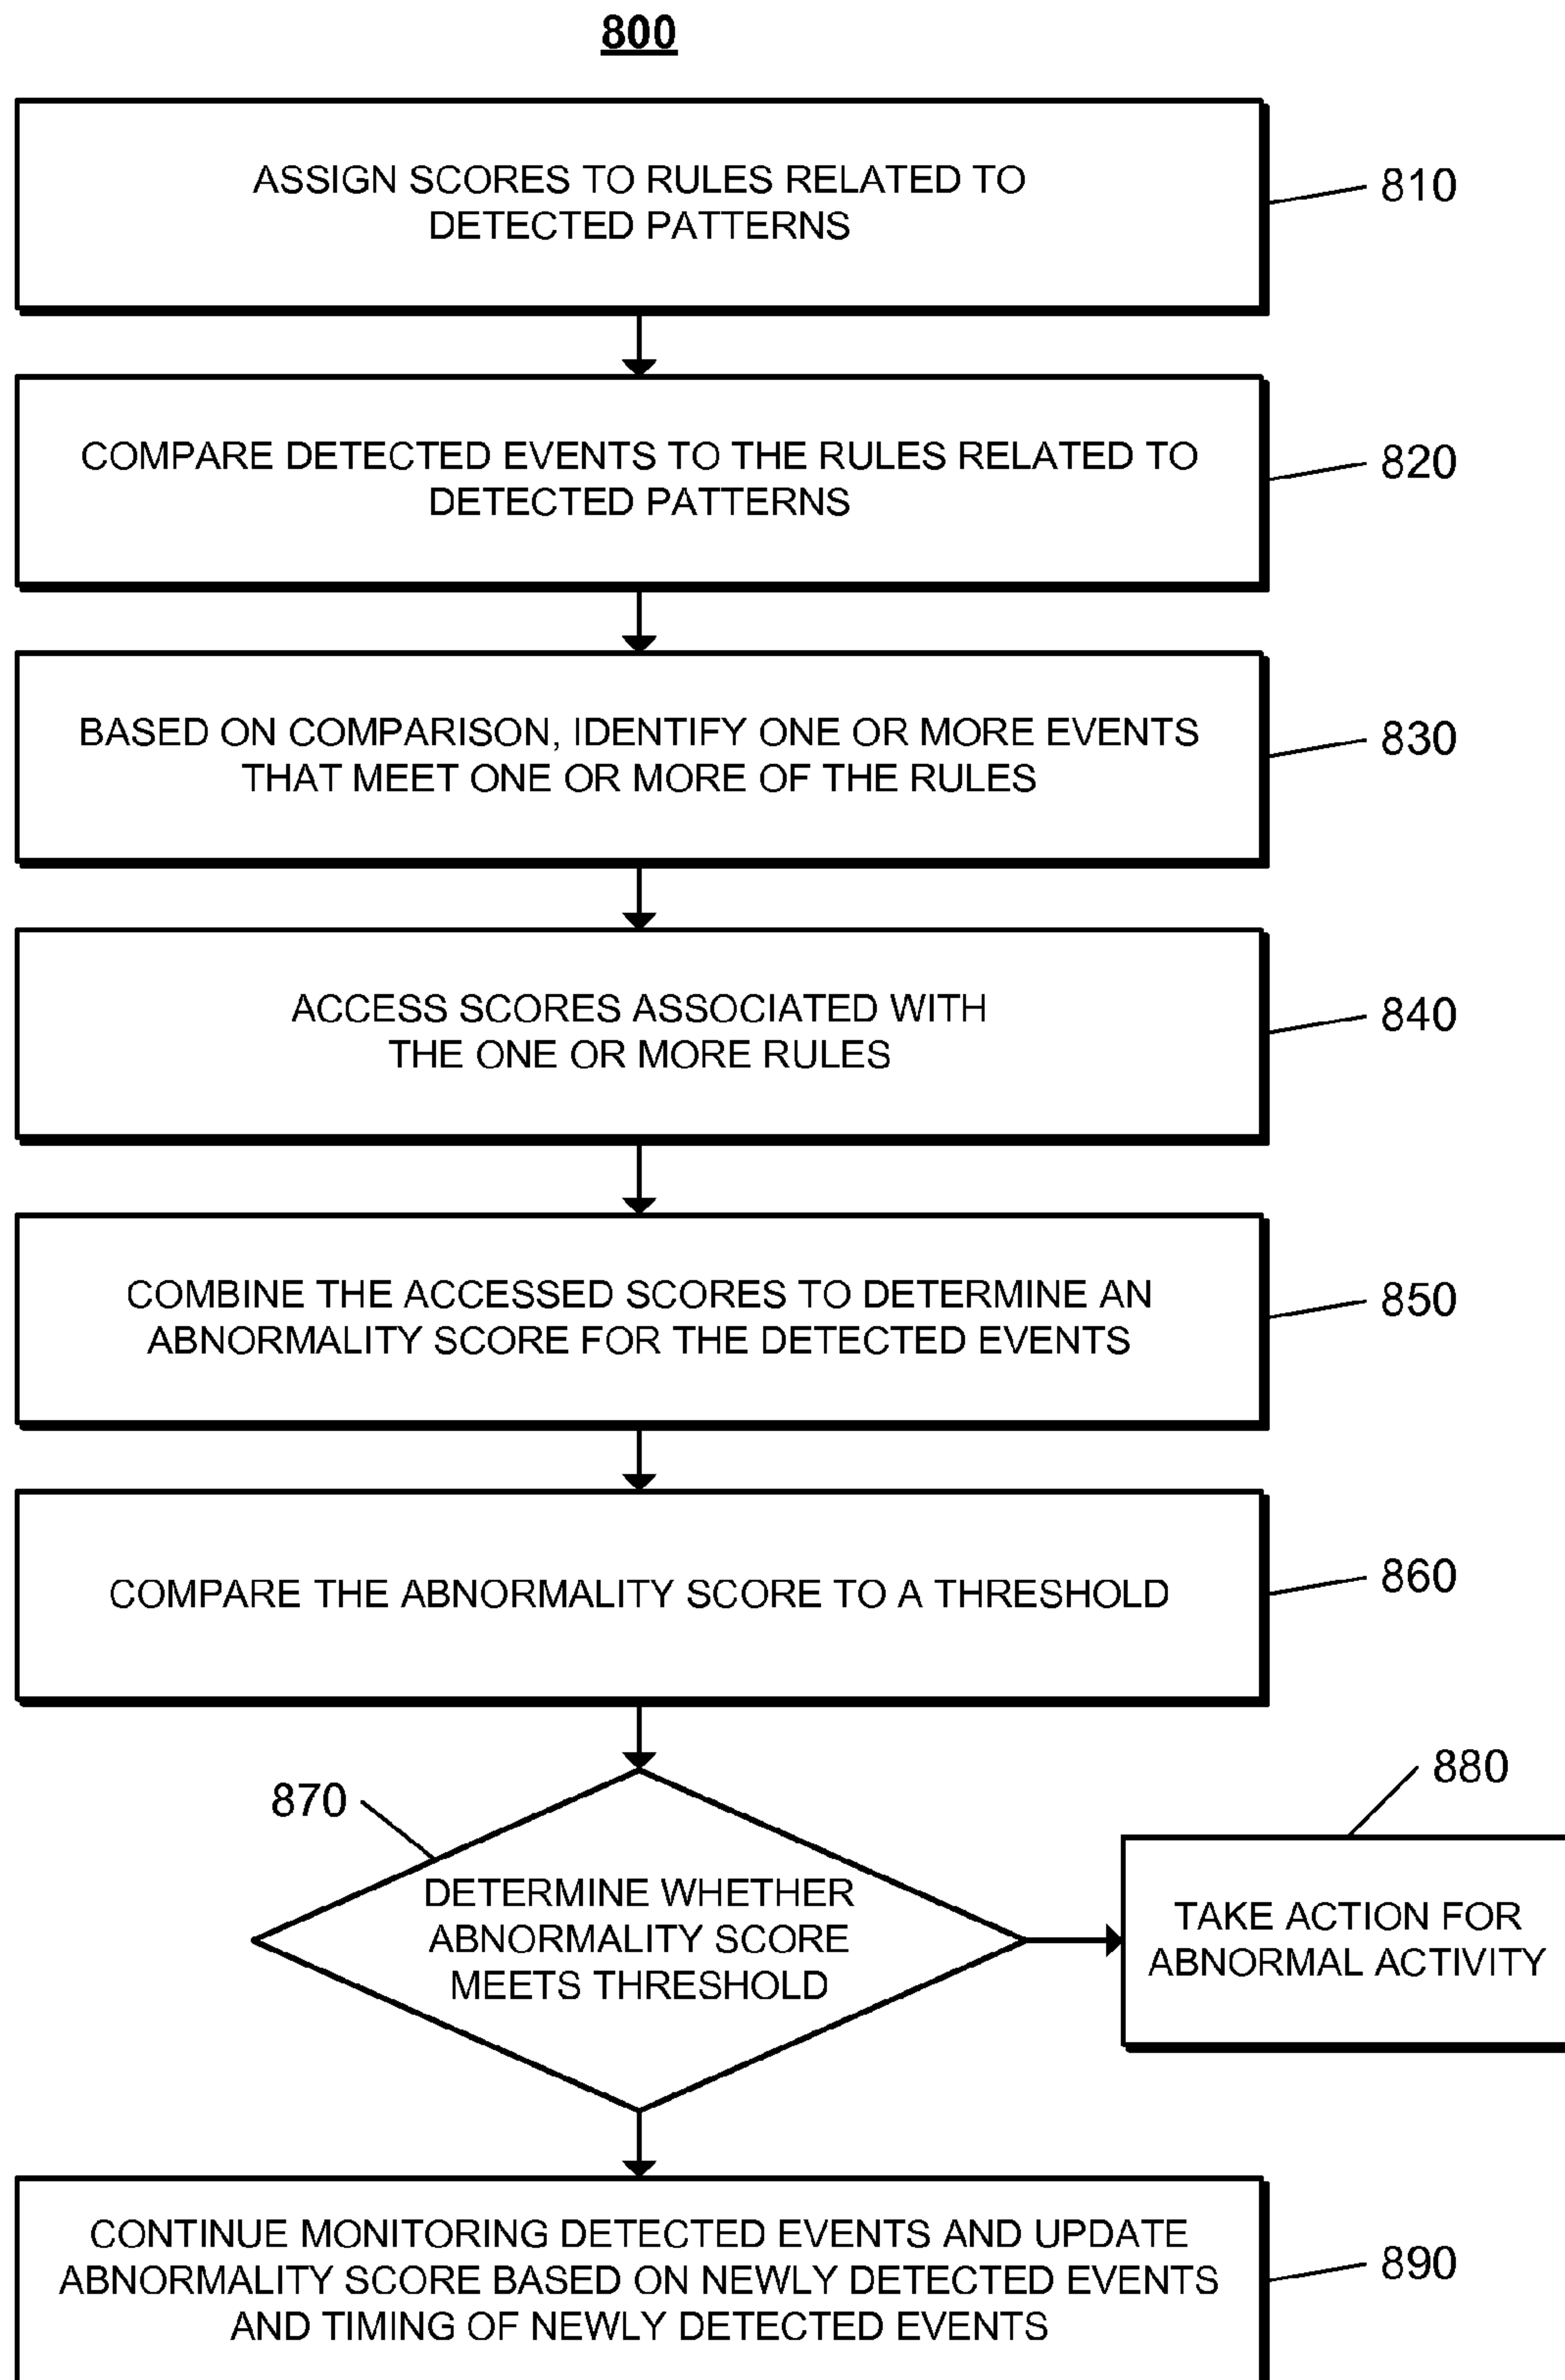 800
ASSIGN SCORES TO RULES RELATED TO
DETECTED PATTERNS
810
COMPARE DETECTED EVENTS TO THE RULES RELATED TO
DETECTED PATTERNS
820
BASED ON COMPARISON, IDENTIFY ONE OR MORE EVENTS
THAT MEET ONE OR MORE OF THE RULES
830
ACCESS SCORES ASSOCIATED WITH
THE ONE OR MORE RULES
840
COMBINE THE ACCESSED SCORES TO DETERMINE AN
ABNORMALITY SCORE FOR THE DETECTED EVENTS
850
COMPARE THE ABNORMALITY SCORE TO A THRESHOLD
860
870
DETERMINE WHETHER
ABNORMALITY SCORE
MEETS THRESHOLD
880
TAKE ACTION FOR
ABNORMAL ACTIVITY
CONTINUE MONITORING DETECTED EVENTS AND UPDATE
ABNORMALITY SCORE BASED ON NEWLY DETECTED EVENTS
AND TIMING OF NEWLY DETECTED EVENTS
890